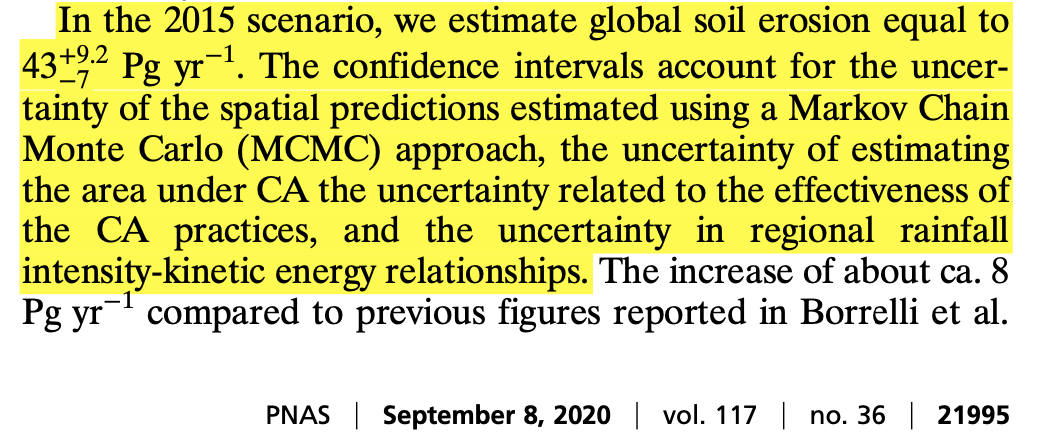 In the 2015 scenario, we estimate global soil erosion equal to
43+9.2−7 Pg yr−1. The confidence intervals account for the uncer-
tainty of the spatial predictions estimated using a Markov Chain
Monte Carlo (MCMC) approach, the uncertainty of estimating
the area under CA the uncertainty related to the effectiveness of
the CA practices, and the uncertainty in regional rainfall
intensity-kinetic energy relationships. The increase of about ca. 8
Pg yr−1 compared to previous figures reported in Borrelli et al.
PNAS | September 8, 2020 | vol. 117 | no. 36 | 21995